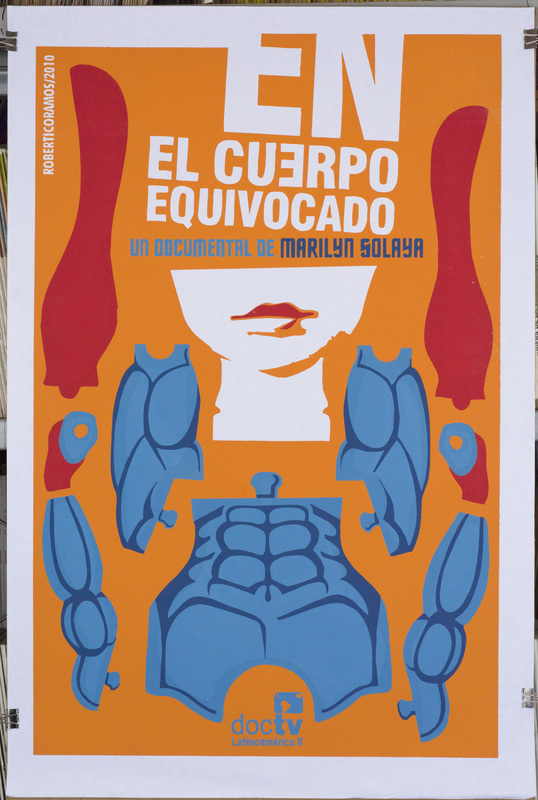 ROBERTICORAMOS/2010
EN
EL CUERPO
EQUIVOCADO
UN DOCUMENTAL DE MARILYN SOLAYA
doctv
Latinoamérica II